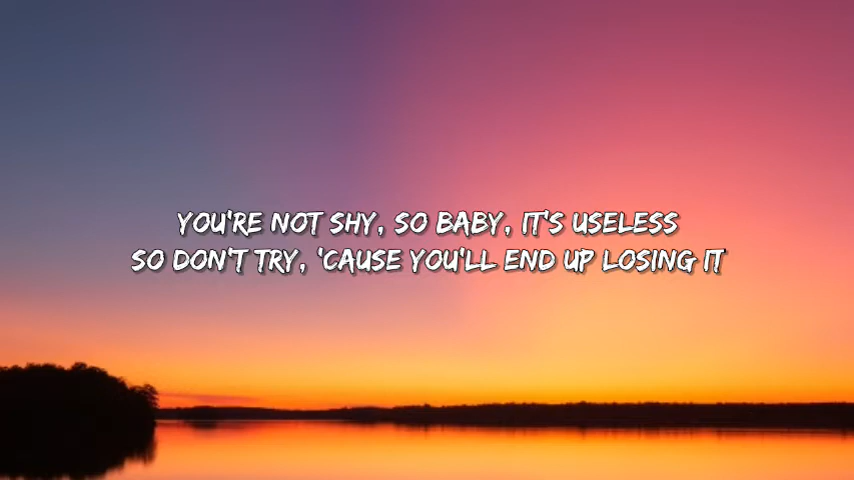 YOU'RE NOT SHY, SO BABY, IT'S USELESS
SO DON'T TRY, 'CAUSE YOU'LL END UP LOSING IT